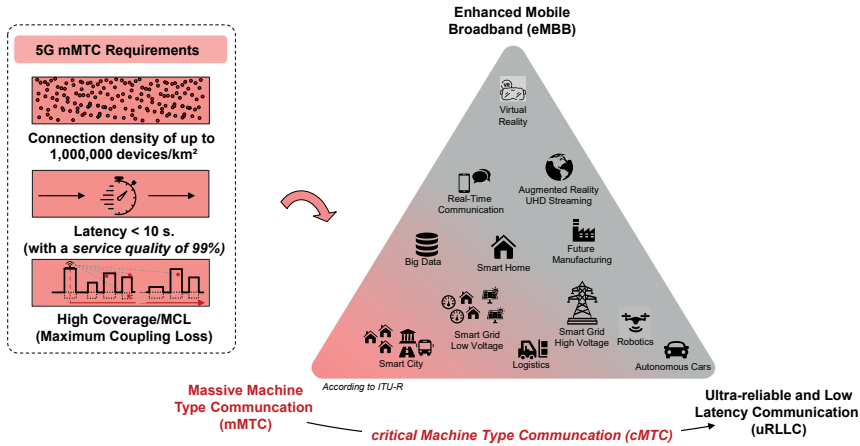 5G mMTC Requirements
Connection density of up to
1,000,000 devices/km²
Latency < 10 s.
(with a service quality of 99%)
High Coverage/MCL
(Maximum Coupling Loss)
Enhanced Mobile
Broadband (eMBB)
VR
Virtual
Reality
Real-Time
Communication
Augmented Reality
UHD Streaming
Big Data
Smart Home
Future
Manufacturing
Smart City
Smart Grid
Low Voltage
Logistics
Smart Grid
High Voltage
Robotics
Autonomous Cars
According to ITU-R
Massive Machine
Type Communcation
(mMTC)
critical Machine Type Communcation (cMTC)
Ultra-reliable and Low
Latency Communication
(uRLLC)